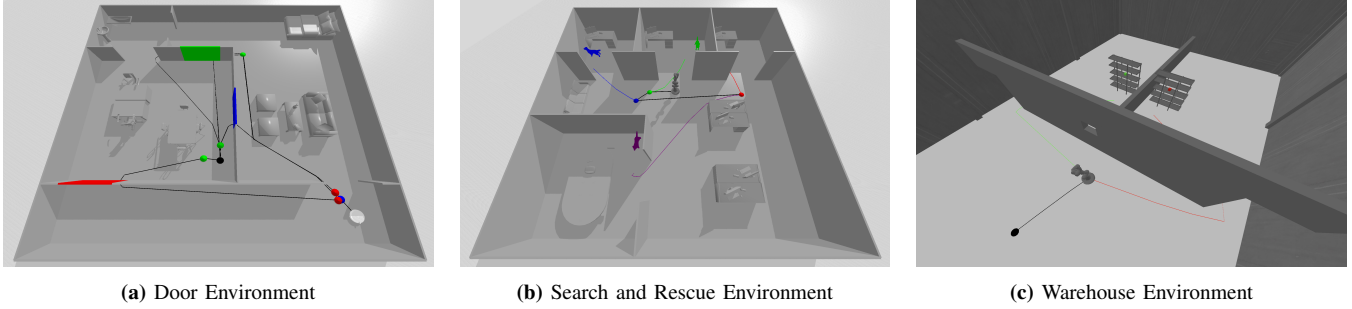 (a) Door Environment
(b) Search and Rescue Environment
(c) Warehouse Environment